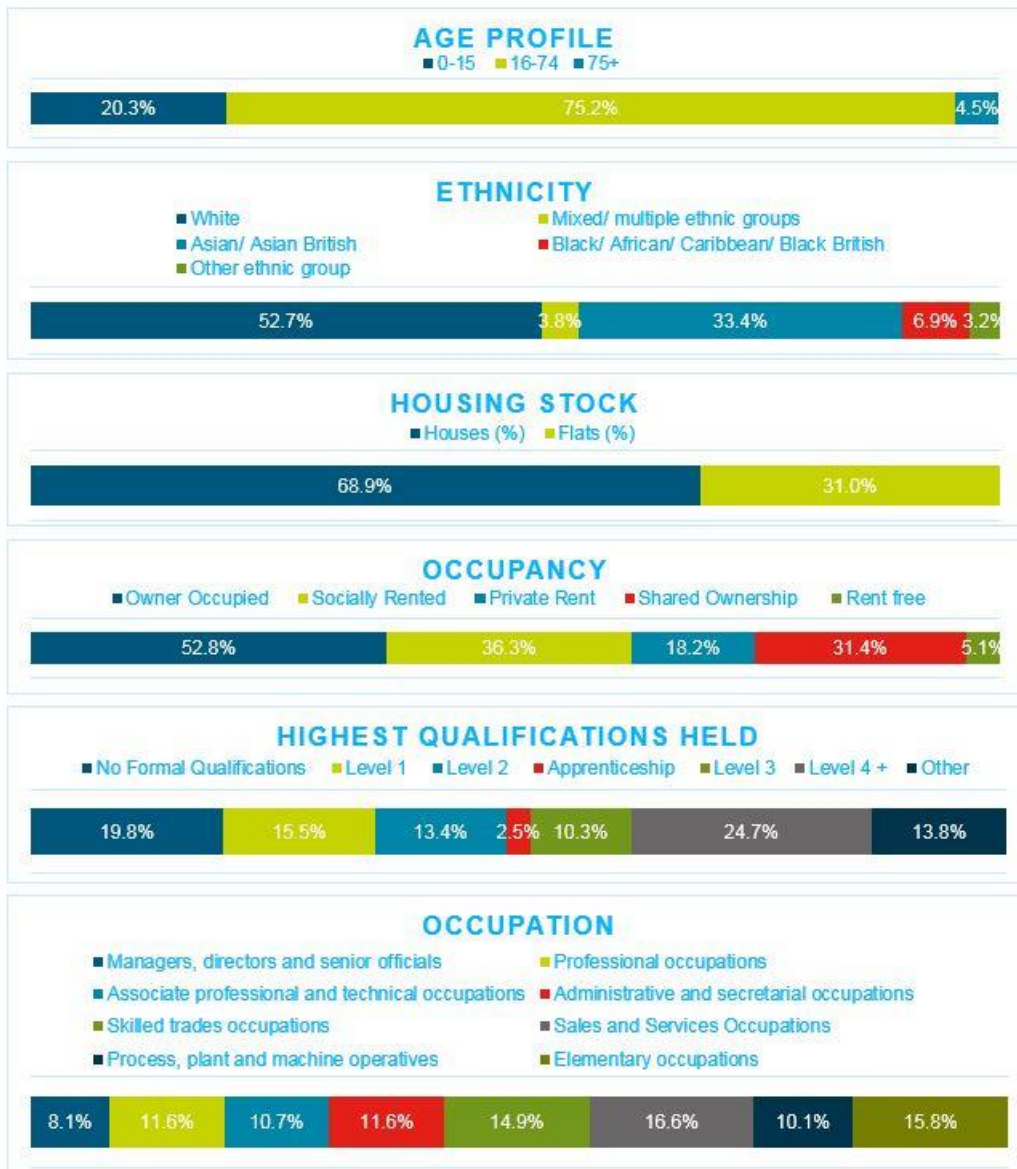 AGE PROFILE
0-15 16-74 75+
20.3% 75.2% 4.5%
ETHNICITY
White Mixed/ multiple ethnic groups
Asian/ Asian British Black/ African/ Caribbean/ Black British
Other ethnic group
52.7% 3.8% 33.4% 6.9% 3.2%
HOUSING STOCK
Houses (%) Flats (%)
68.9% 31.0%
OCCUPANCY
Owner Occupied Socially Rented Private Rent Shared Ownership Rent free
52.8% 36.3% 18.2% 31.4% 5.1%
HIGHEST QUALIFICATIONS HELD
No Formal Qualifications Level 1 Level 2 Apprenticeship Level 3 Level 4 + Other
19.8% 15.5% 13.4% 2.5% 10.3% 24.7% 13.8%
OCCUPATION
Managers, directors and senior officials Professional occupations
Associate professional and technical occupations Administrative and secretarial occupations
Skilled trades occupations Sales and Services Occupations
Process, plant and machine operatives Elementary occupations
8.1% 11.6% 10.7% 11.6% 14.9% 16.6% 10.1% 15.8%